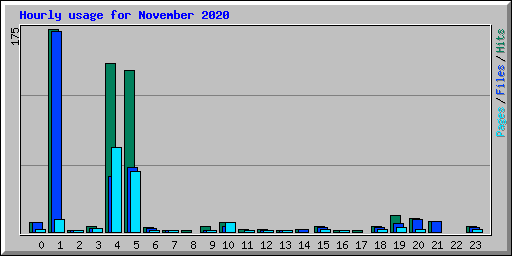 Hourly usage for November 2020
175
Pages/Files/Hits
0 1 2 3 4 5 6 7 8 9 10 11 12 13 14 15 16 17 18 19 20 21 22 23